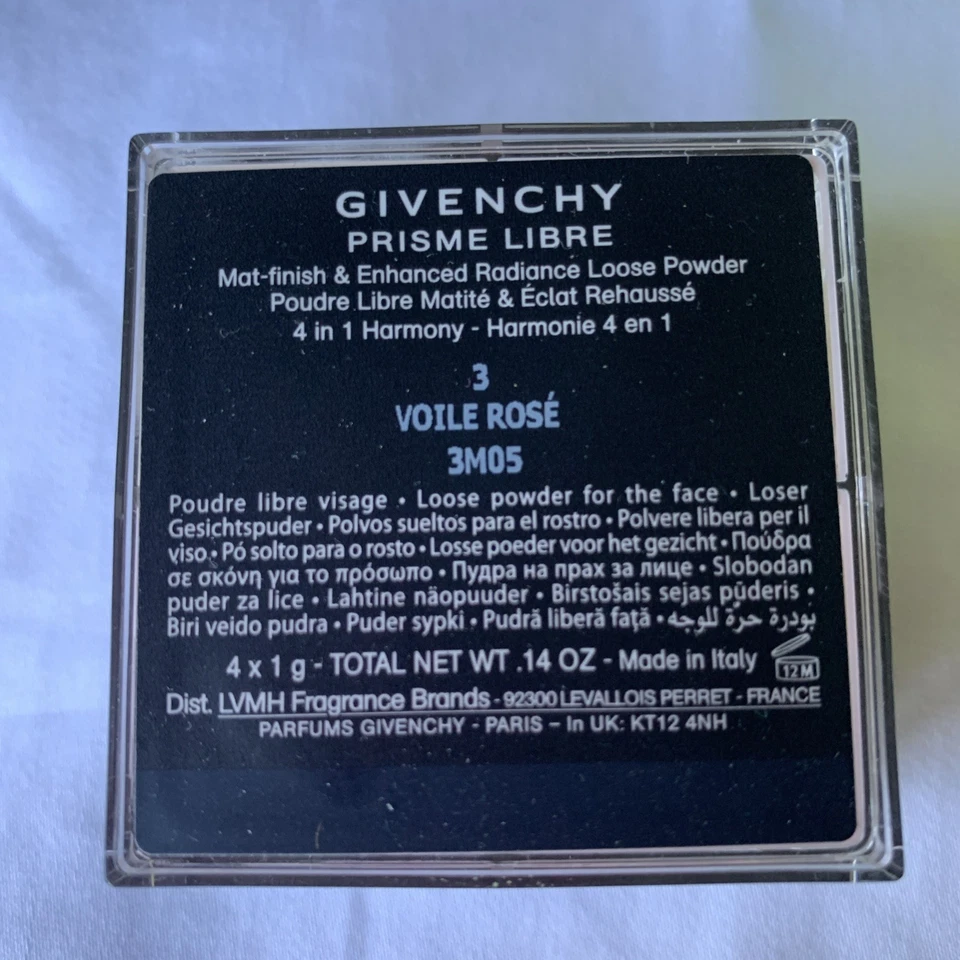 GIVENCHY
PRISME LIBRE
Mat-finish & Enhanced Radiance Loose Powder
Poudre Libre Matité & Éclat Rehaussé
4 in 1 Harmony - Harmonie 4 en 1
3
VOILE ROSÉ
3M05
Poudre libre visage • Loose powder for the face • Loser
Gesichtspuder • Polvos sueltos para el rostro • Polvere libera per il
viso • Pó solto para o rosto • Losse poeder voor het gezicht • Πούδρα
σε σκόνη για το πρόσωπο • Пудра на прах за лице • Slobodan
puder za lice • Lahtine näopuuder • Birstošais sejas pūderis •
Biri veido pudra • Puder sypki • Pudră liberă față • بودرة حرّة للوجه
4 x 1 g - TOTAL NET WT .14 OZ - Made in Italy 12 M
Dist. LVMH Fragrance Brands - 92300 LEVALLOIS PERRET - FRANCE
PARFUMS GIVENCHY - PARIS – In UK: KT12 4NH